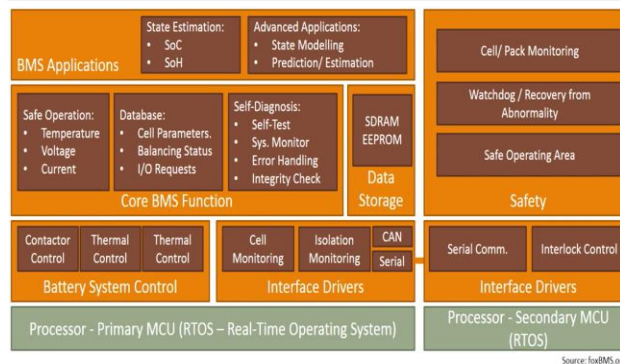 BMS Applications
State Estimation:
• SoC
• SoH
Advanced Applications:
• State Modelling
• Prediction/ Estimation
Safe Operation:
• Temperature
• Voltage
• Current
Database:
• Cell Parameters.
• Balancing Status
• I/O Requests
Self-Diagnosis:
• Self-Test
• Sys. Monitor
• Error Handling
• Integrity Check
Core BMS Function
SDRAM
EEPROM
Data
Storage
Cell/ Pack Monitoring
Watchdog / Recovery from
Abnormality
Safe Operating Area
Safety
Contactor
Control
Thermal
Control
Thermal
Control
Battery System Control
Cell
Monitoring
Isolation
Monitoring
CAN
Serial
Interface Drivers
Serial Comm.
Interlock Control
Interface Drivers
Processor - Primary MCU (RTOS – Real-Time Operating System)
Processor - Secondary MCU
(RTOS)
Source: foxBMS.o